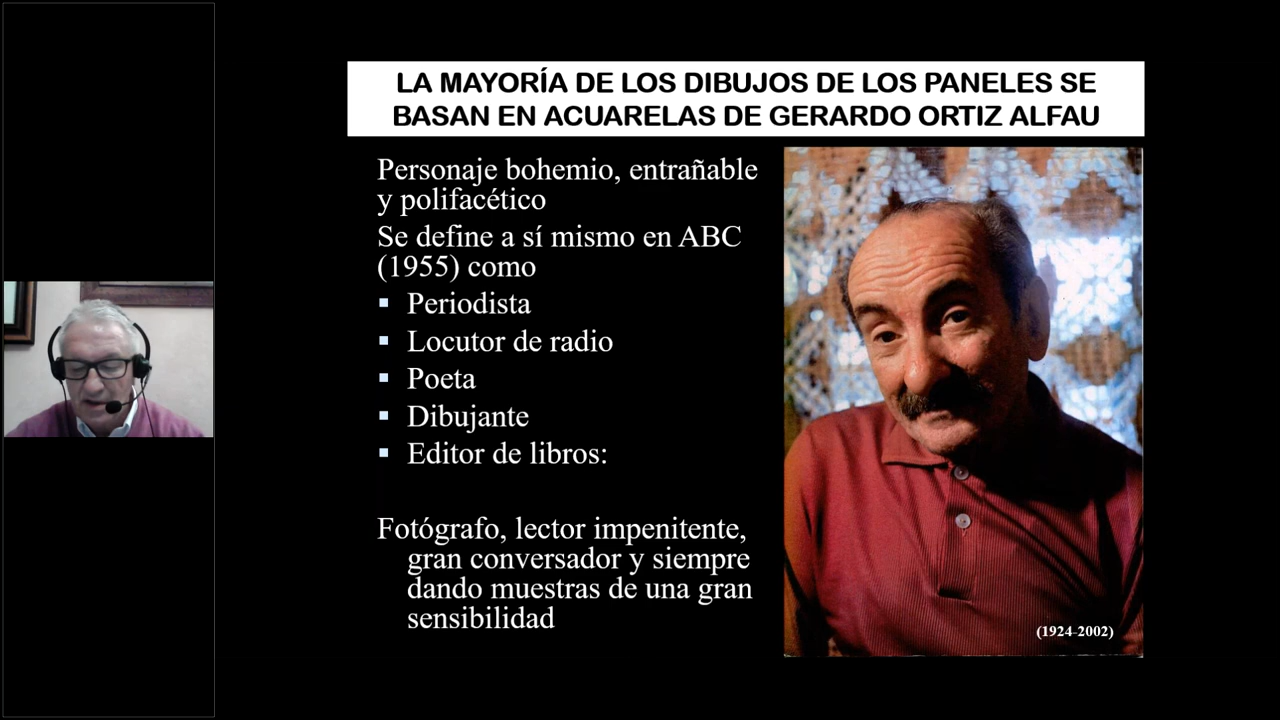 LA MAYORÍA DE LOS DIBUJOS DE LOS PANELES SE
BASAN EN ACUARELAS DE GERARDO ORTIZ ALFAU
Personaje bohemio, entrañable
y polifacético
Se define a sí mismo en ABC
(1955) como
▪ Periodista
▪ Locutor de radio
▪ Poeta
▪ Dibujante
▪ Editor de libros:
Fotógrafo, lector impenitente,
gran conversador y siempre
dando muestras de una gran
sensibilidad
(1924-2002)